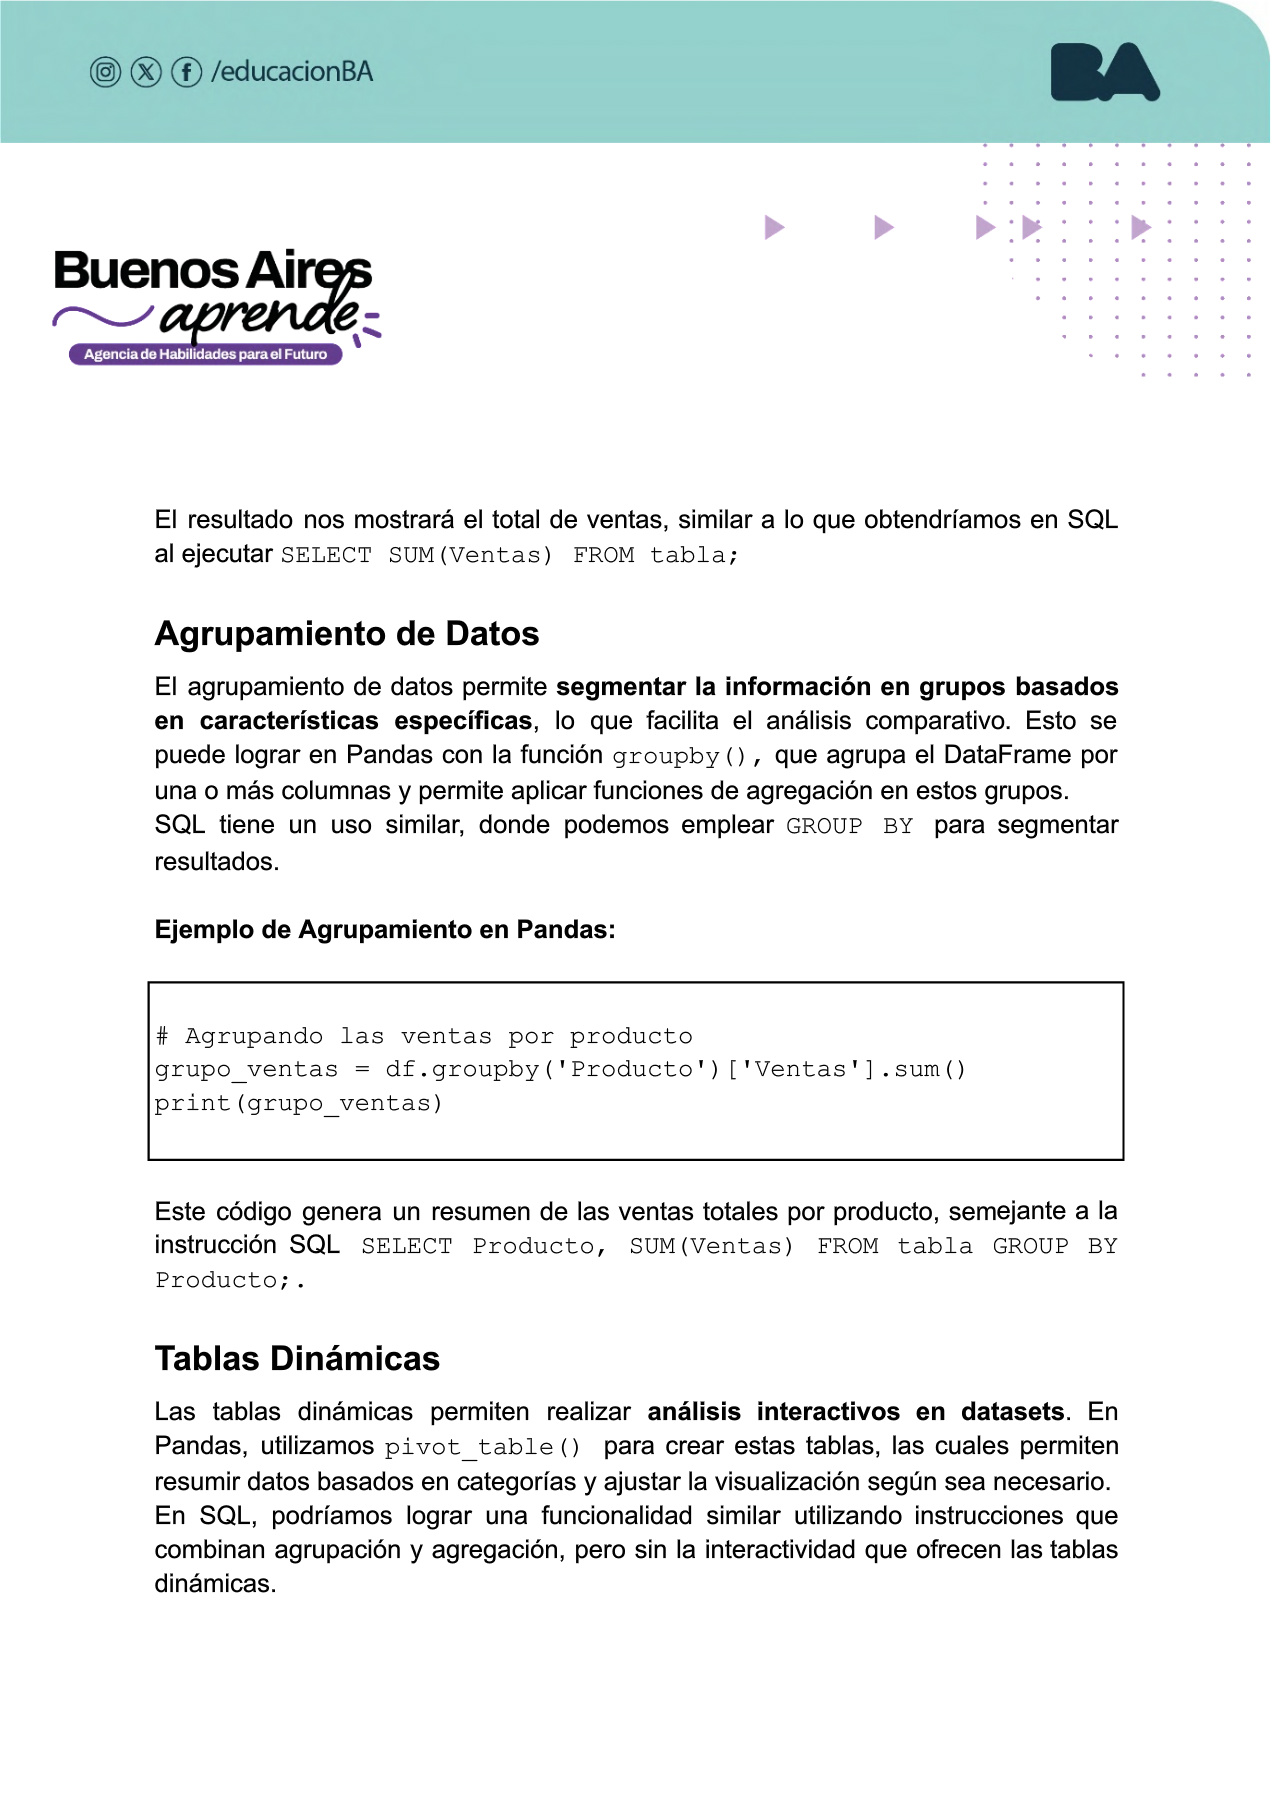 /educacionBA
BA
Buenos Aires
aprende
Agencia de Habilidades para el Futuro
El resultado nos mostrará el total de ventas, similar a lo que obtendríamos en SQL
al ejecutar SELECT SUM(Ventas) FROM tabla;
Agrupamiento de Datos
El agrupamiento de datos permite segmentar la información en grupos basados
en características específicas, lo que facilita el análisis comparativo. Esto se
puede lograr en Pandas con la función groupby(), que agrupa el DataFrame por
una o más columnas y permite aplicar funciones de agregación en estos grupos.
SQL tiene un uso similar, donde podemos emplear GROUP BY para segmentar
resultados.
Ejemplo de Agrupamiento en Pandas:
# Agrupando las ventas por producto
grupo_ventas = df.groupby('Producto')['Ventas'].sum()
print(grupo_ventas)
Este código genera un resumen de las ventas totales por producto, semejante a la
instrucción SQL SELECT Producto, SUM(Ventas) FROM tabla GROUP BY
Producto;.
Tablas Dinámicas
Las tablas dinámicas permiten realizar análisis interactivos en datasets. En
Pandas, utilizamos pivot_table() para crear estas tablas, las cuales permiten
resumir datos basados en categorías y ajustar la visualización según sea necesario.
En SQL, podríamos lograr una funcionalidad similar utilizando instrucciones que
combinan agrupación y agregación, pero sin la interactividad que ofrecen las tablas
dinámicas.